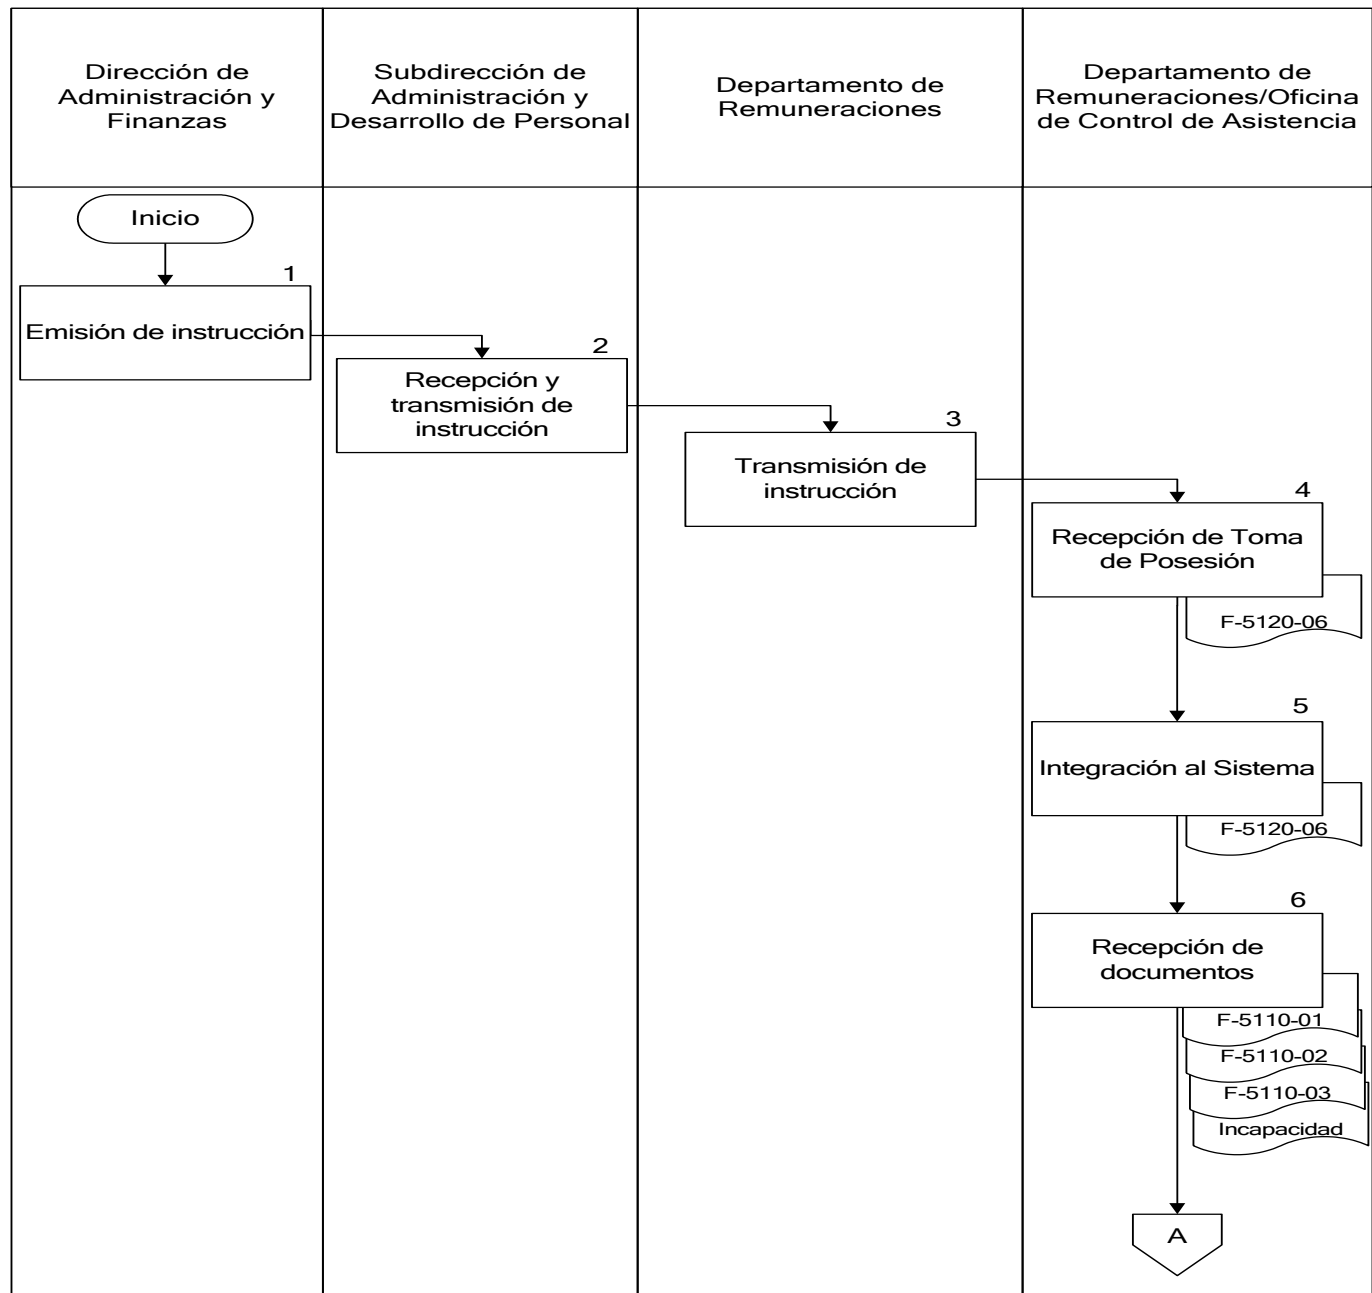 Dirección de
Administración y
Finanzas
Subdirección de
Administración y
Desarrollo de Personal
Departamento de
Remuneraciones
Departamento de
Remuneraciones/Oficina
de Control de Asistencia
Inicio
1
Emisión de instrucción
2
Recepción y
transmisión de
instrucción
3
Transmisión de
instrucción
4
Recepción de Toma
de Posesión
F-5120-06
5
Integración al Sistema
F-5120-06
6
Recepción de
documentos
F-5110-01
F-5110-02
F-5110-03
Incapacidad
A